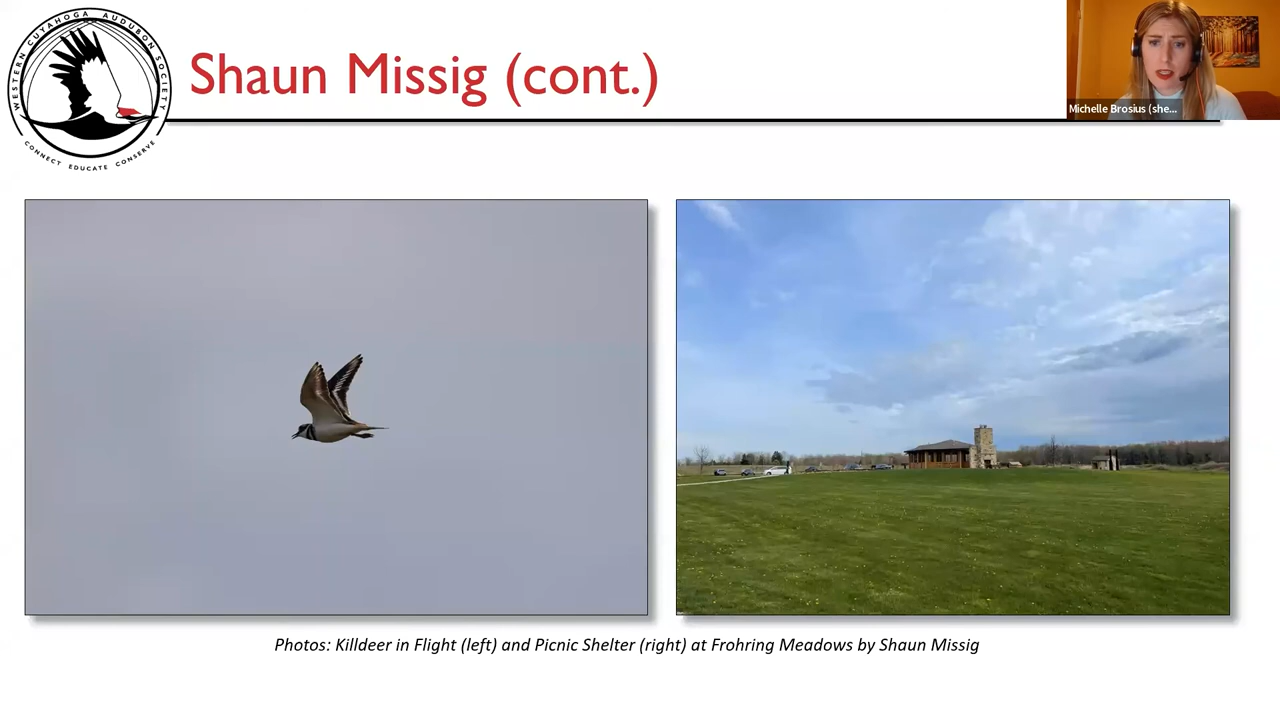 WESTERN CUYAHOGA AUDUBON SOCIETY
CONNECT EDUCATE CONSERVE
Shaun Missig (cont.)
Michelle Brosius (she...
Photos: Killdeer in Flight (left) and Picnic Shelter (right) at Frohring Meadows by Shaun Missig